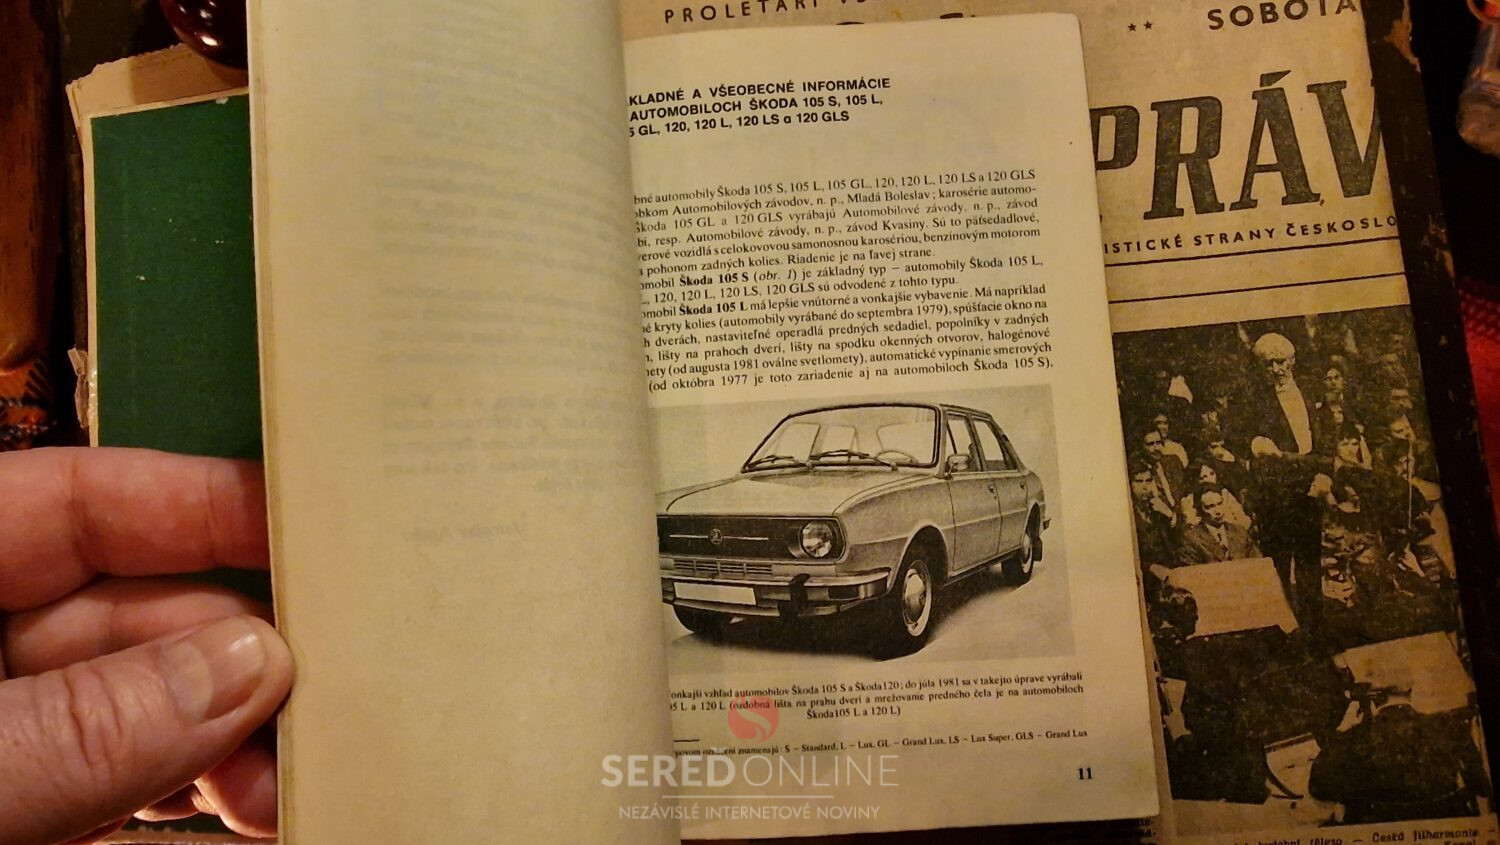 PROLETÁŘI
SOBOTA
PRÁV
ISTICKÉ STRANY ČESKOSLO
KLADNÉ A VŠEOBECNÉ INFORMÁCIE
AUTOMOBILOCH ŠKODA 105 S, 105 L,
5 GL, 120, 120 L, 120 LS a 120 GLS
bné automobily Škoda 105 S, 105 L, 105 GL, 120, 120 L, 120 LS a 120 GLS
obkom Automobilových závodov, n. p., Mladá Boleslav; karosérie automo-
Škoda 105 GL a 120 GLS vyrábajú Automobilové závody, n. p., závod
bí, resp. Automobilové závody, n. p., závod Kvasiny. Sú to päťsedadlové,
verové vozidlá s celokovovou samonosnou karosériou, benzínovým motorom
a pohonom zadných kolies. Riadenie je na ľavej strane.
mobil Škoda 105 S (obr. 1) je základný typ – automobily Škoda 105 L,
L, 120, 120 L, 120 LS, 120 GLS sú odvodené z tohto typu.
omobil Škoda 105 L má lepšie vnútorné a vonkajšie vybavenie. Má napríklad
é kryty kolies (automobily vyrábané do septembra 1979), spúšťacie okno na
h dverách, nastaviteľné operadlá predných sedadiel, popolníky v zadných
h, lišty na prahoch dverí, lišty na spodku okenných otvorov, halogénové
mety (od augusta 1981 oválne svetlomety), automatické vypínanie smerových
(od októbra 1977 je toto zariadenie aj na automobiloch Škoda 105 S),
onkajší vzhľad automobilov Škoda 105 S a Škoda 120; do júla 1981 sa v takejto úprave vyrábali
05 L a 120 L (ozdobná lišta na prahu dverí a mrežovanie predného čela je na automobiloch
Škoda 105 L a 120 L)
povom označení znamenajú: S – Standard, L – Lux, GL – Grand Lux, LS – Lux Super, GLS – Grand Lux
11
SEREĎONLINE
NEZÁVISLÉ INTERNETOVÉ NOVINY
Česká filharmonie